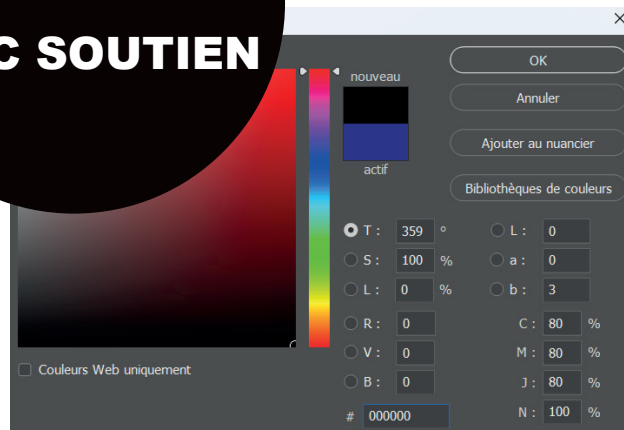 C SOUTIEN
nouveau
actif
OK
Annuler
Ajouter au nuancier
Bibliothèques de couleurs
T : 359 °
S : 100 %
L : 0 %
R : 0
V : 0
B : 0
# 000000
L : 0
a : 0
b : 3
C : 80 %
M : 80 %
J : 80 %
N : 100 %
Couleurs Web uniquement